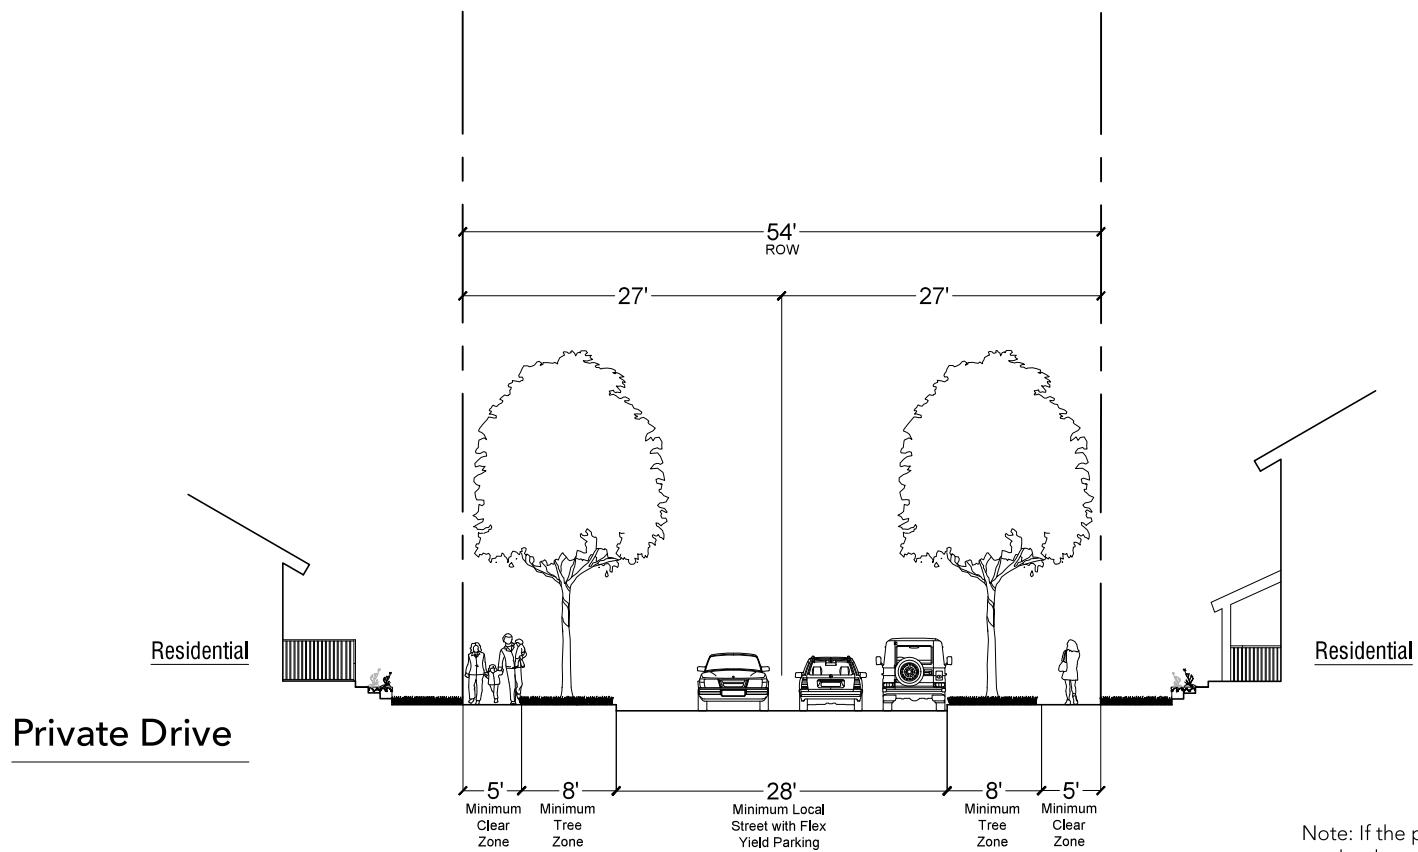 54'
ROW
27' 27'
Residential
Residential
Private Drive
5' 8' 28' 8' 5'
Minimum Clear Zone
Minimum Tree Zone
Minimum Local Street with Flex Yield Parking
Minimum Tree Zone
Minimum Clear Zone
Note: If the p